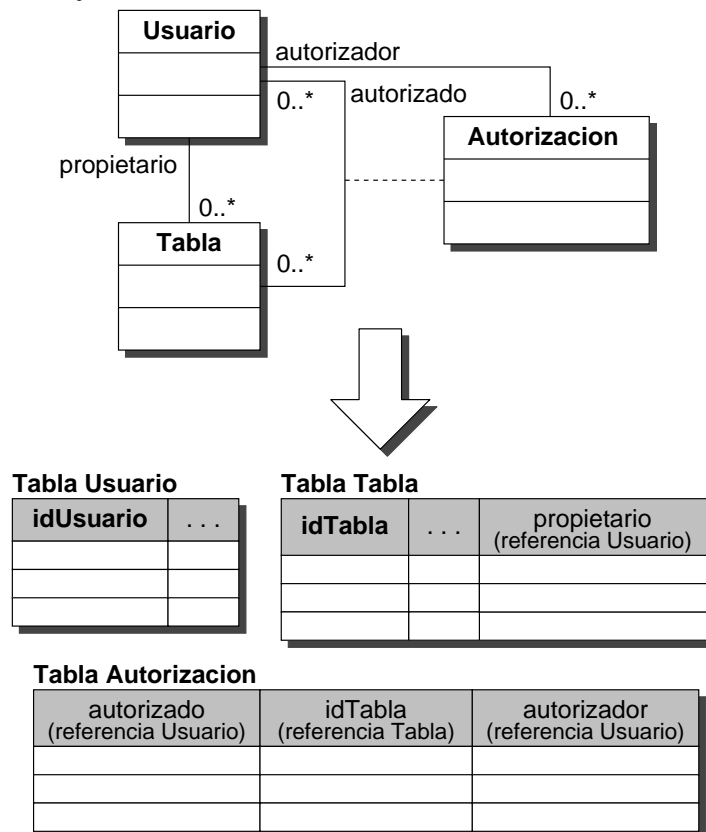 Usuario
autorizador
0..*
autorizado
0..*
Autorizacion
propietario
0..*
Tabla
0..*
Tabla Usuario
idUsuario . . .
Tabla Tabla
idTabla . . . propietario
(referencia Usuario)
Tabla Autorizacion
autorizado idTabla autorizador
(referencia Usuario) (referencia Tabla) (referencia Usuario)